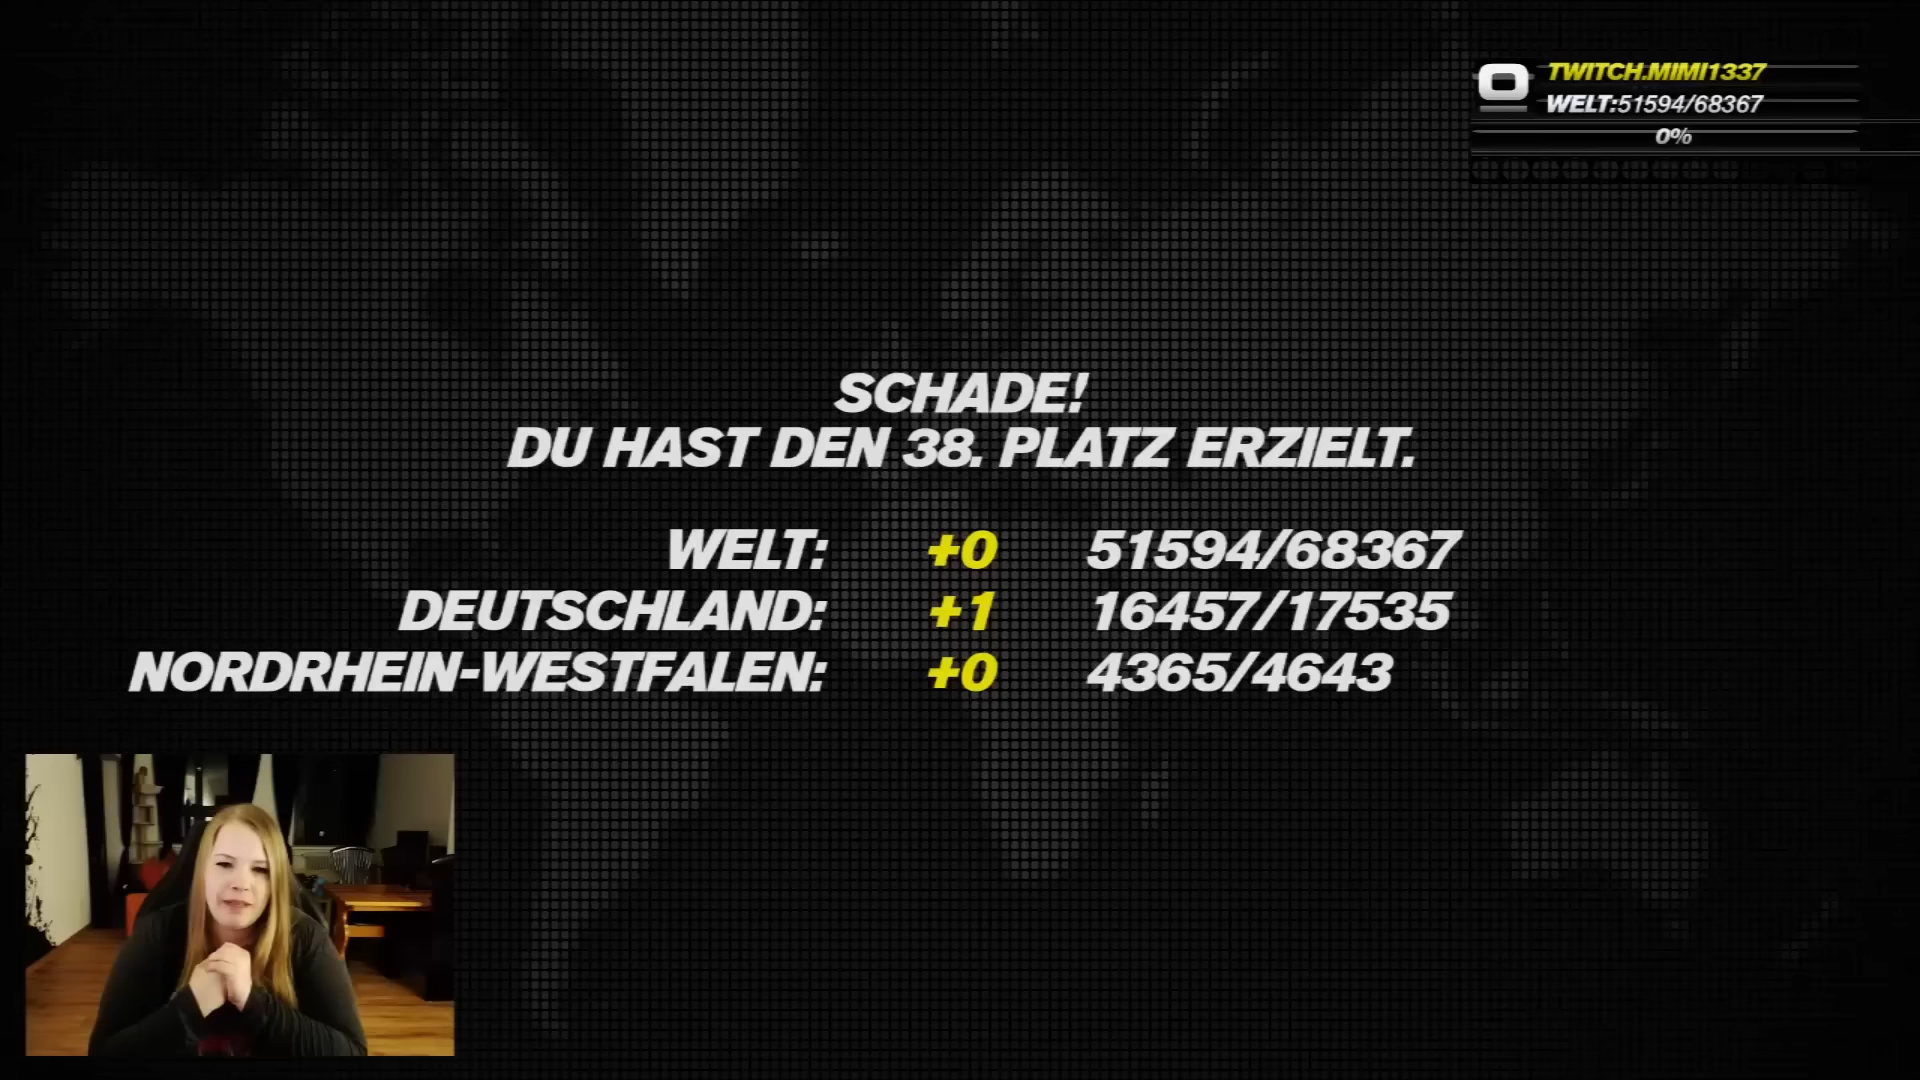 TWITCH.MIMI1337
WELT:51594/68367
0%
SCHADE!
DU HAST DEN 38. PLATZ ERZIELT.
WELT: +0 51594/68367
DEUTSCHLAND: +1 16457/17535
NORDRHEIN-WESTFALEN: +0 4365/4643